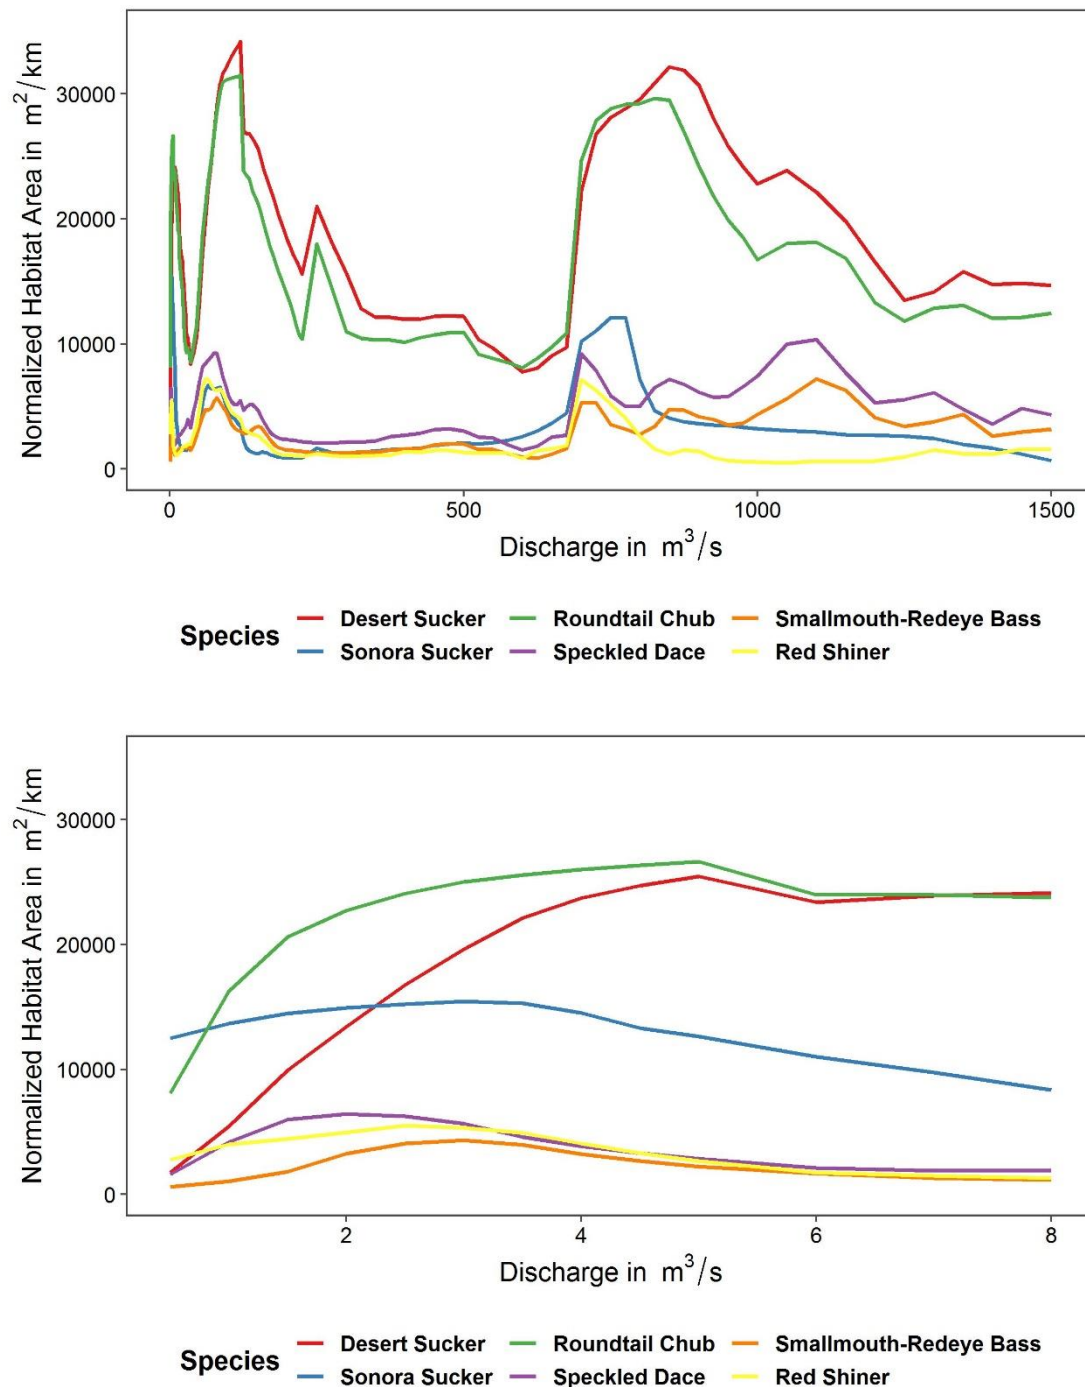 Normalized Habitat Area in m²/km
30000
20000
10000
0
0 500 1000 1500
Discharge in m³/s
Species
Desert Sucker Roundtail Chub Smallmouth-Redeye Bass
Sonora Sucker Speckled Dace Red Shiner
Normalized Habitat Area in m²/km
30000
20000
10000
0
2 4 6 8
Discharge in m³/s
Species
Desert Sucker Roundtail Chub Smallmouth-Redeye Bass
Sonora Sucker Speckled Dace Red Shiner